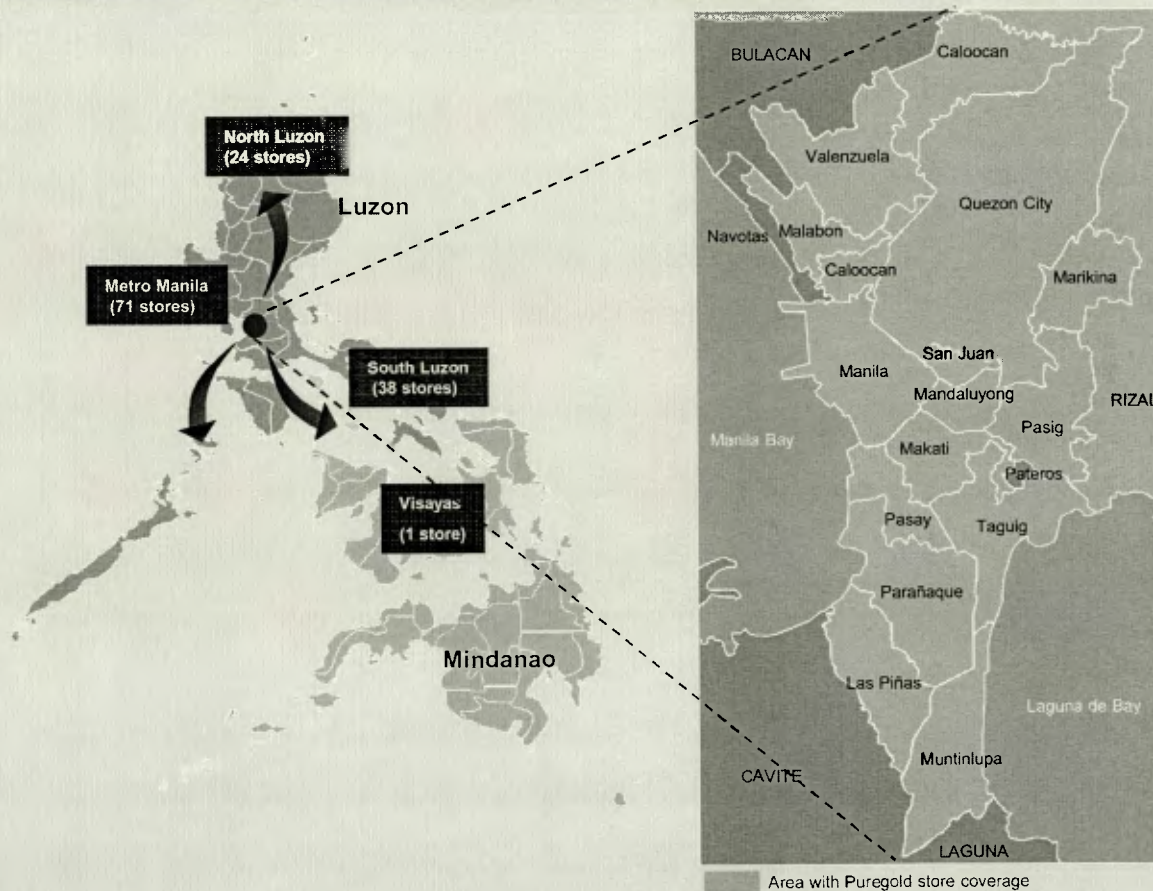 North Luzon
(24 stores)
Luzon
Metro Manila
(71 stores)
South Luzon
(38 stores)
Visayas
(1 store)
Mindanao
BULACAN
Caloocan
Valenzuela
Quezon City
Navotas
Malabon
Caloocan
Marikina
San Juan
Manila
Mandaluyong
RIZAL
Pasig
Manila Bay
Makati
Pateros
Pasay
Taguig
Parañaque
Las Piñas
Laguna de Bay
Muntinlupa
CAVITE
LAGUNA
Area with Puregold store coverage